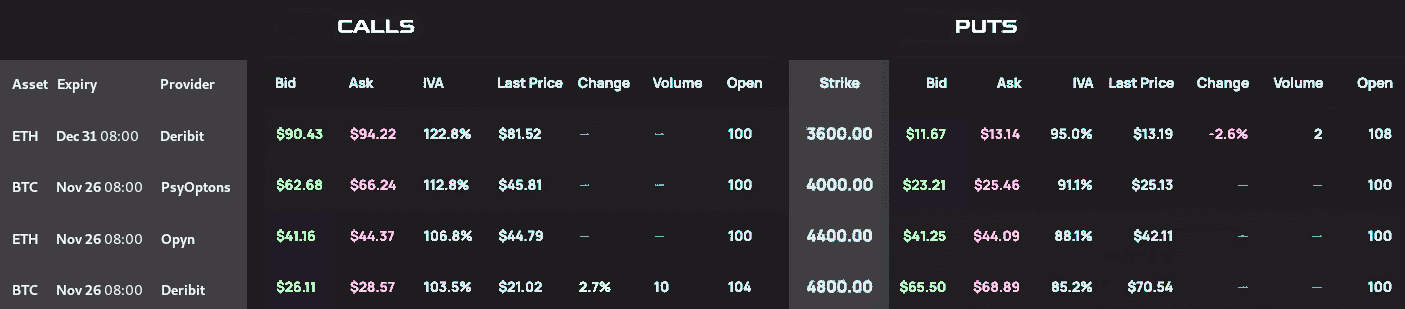 CALLS PUTS
Asset Expiry Provider Bid Ask IVA Last Price Change Volume Open Strike Bid Ask IVA Last Price Change Volume Open
ETH Dec 31 08:00 Deribit $90.43 $94.22 122.8% $81.52 — — 100 3600.00 $11.67 $13.14 95.0% $13.19 -2.6% 2 108
BTC Nov 26 08:00 PsyOptons $62.68 $66.24 112.8% $45.81 — — 100 4000.00 $23.21 $25.46 91.1% $25.13 — — 100
ETH Nov 26 08:00 Opyn $41.16 $44.37 106.8% $44.79 — — 100 4400.00 $41.25 $44.09 88.1% $42.11 — — 100
BTC Nov 26 08:00 Deribit $26.11 $28.57 103.5% $21.02 2.7% 10 104 4800.00 $65.50 $68.89 85.2% $70.54 — — 100